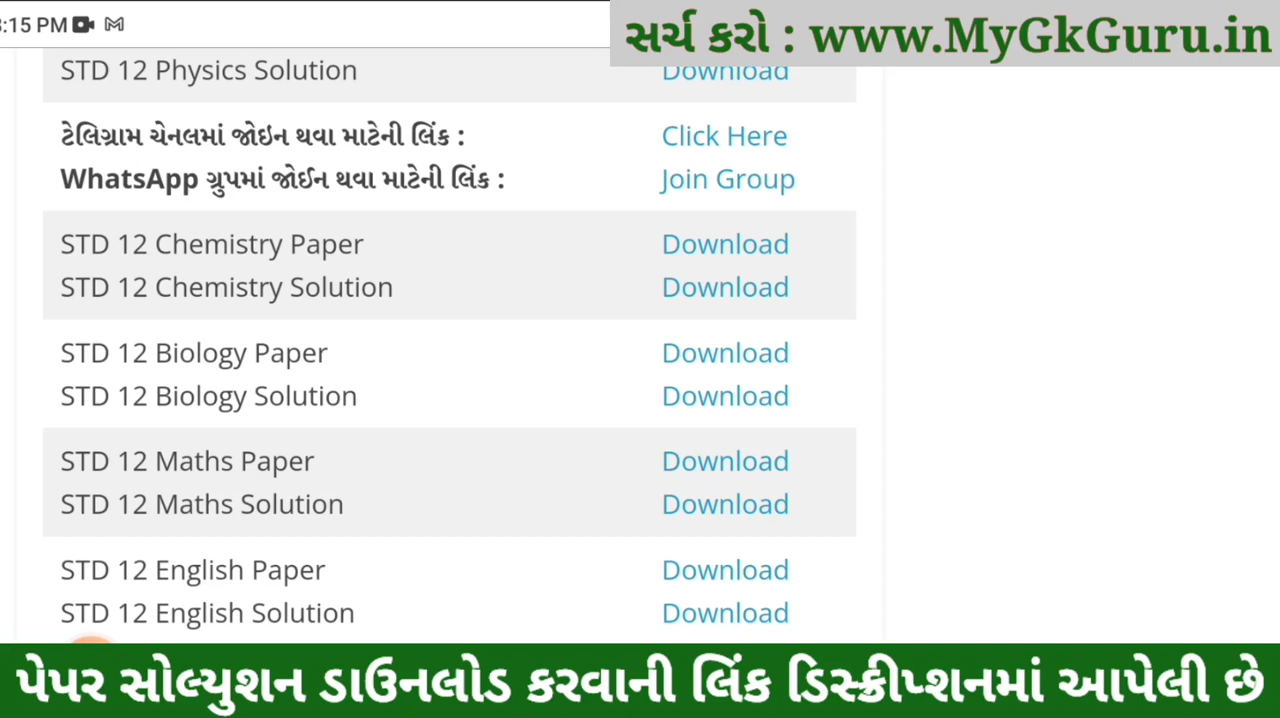 :15 PM
સર્ચ કરો : www.MyGkGuru.in
STD 12 Physics Solution Download
ટેલિગ્રામ ચેનલમાં જોઇન થવા માટેની લિંક : Click Here
WhatsApp ગ્રુપમાં જોઈન થવા માટેની લિંક : Join Group
STD 12 Chemistry Paper Download
STD 12 Chemistry Solution Download
STD 12 Biology Paper Download
STD 12 Biology Solution Download
STD 12 Maths Paper Download
STD 12 Maths Solution Download
STD 12 English Paper Download
STD 12 English Solution Download
પેપર સોલ્યુશન ડાઉનલોડ કરવાની લિંક ડિસ્ક્રીપ્શનમાં આપેલી છે